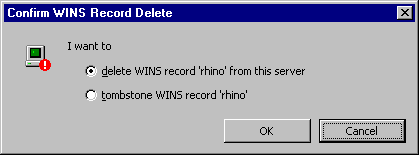 Confirm WINS Record Delete
I want to
delete WINS record 'rhino' from this server
tombstone WINS record 'rhino'
OK
Cancel